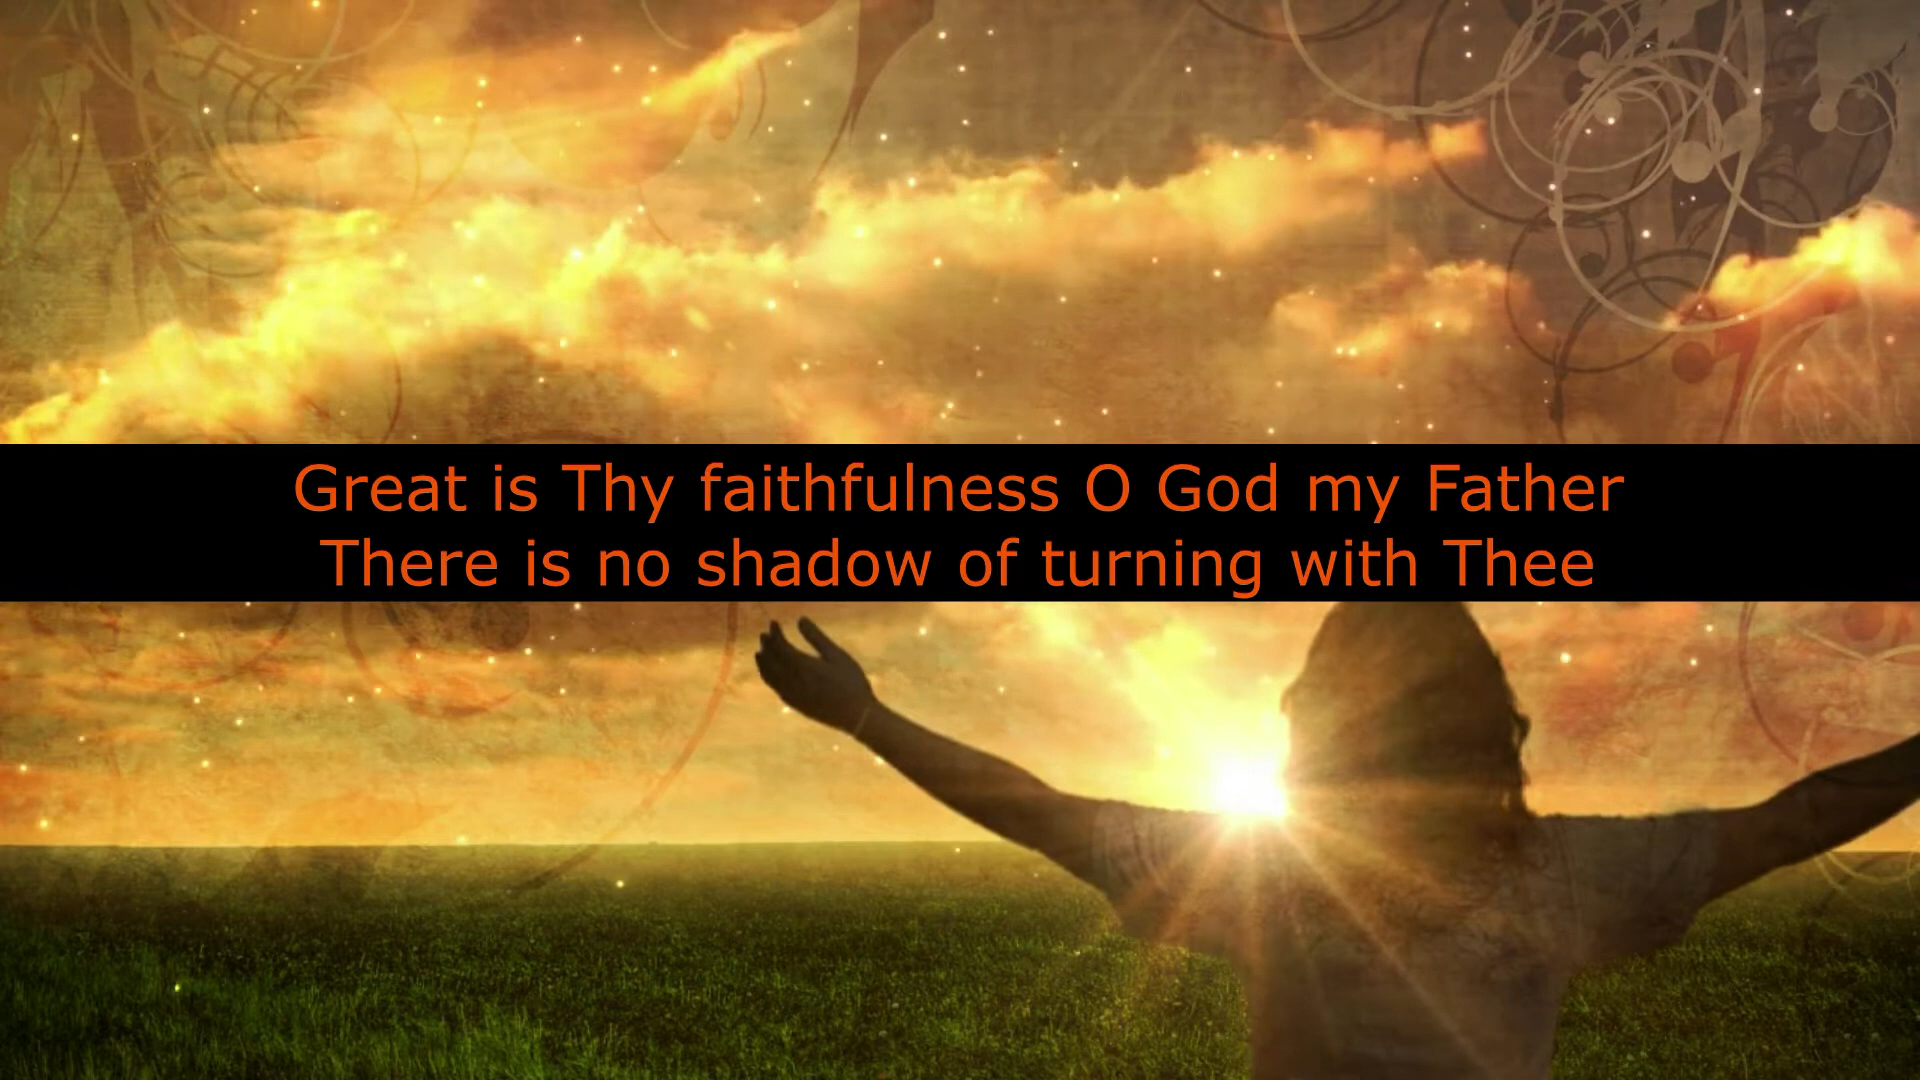 Great is Thy faithfulness O God my Father
There is no shadow of turning with Thee